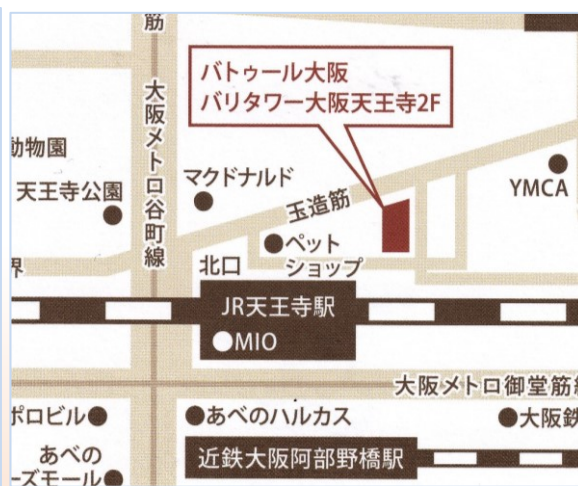 筋
バトゥール大阪
バリタワー大阪天王寺2F
大阪メトロ谷町線
動物園
天王寺公園
マクドナルド
玉造筋
YMCA
ペット
ショップ
界
北口
JR天王寺駅
MIO
大阪メトロ御堂筋線
ポロビル
あべのハルカス
大阪鉄
あべの
ーズモール
近鉄大阪阿部野橋駅